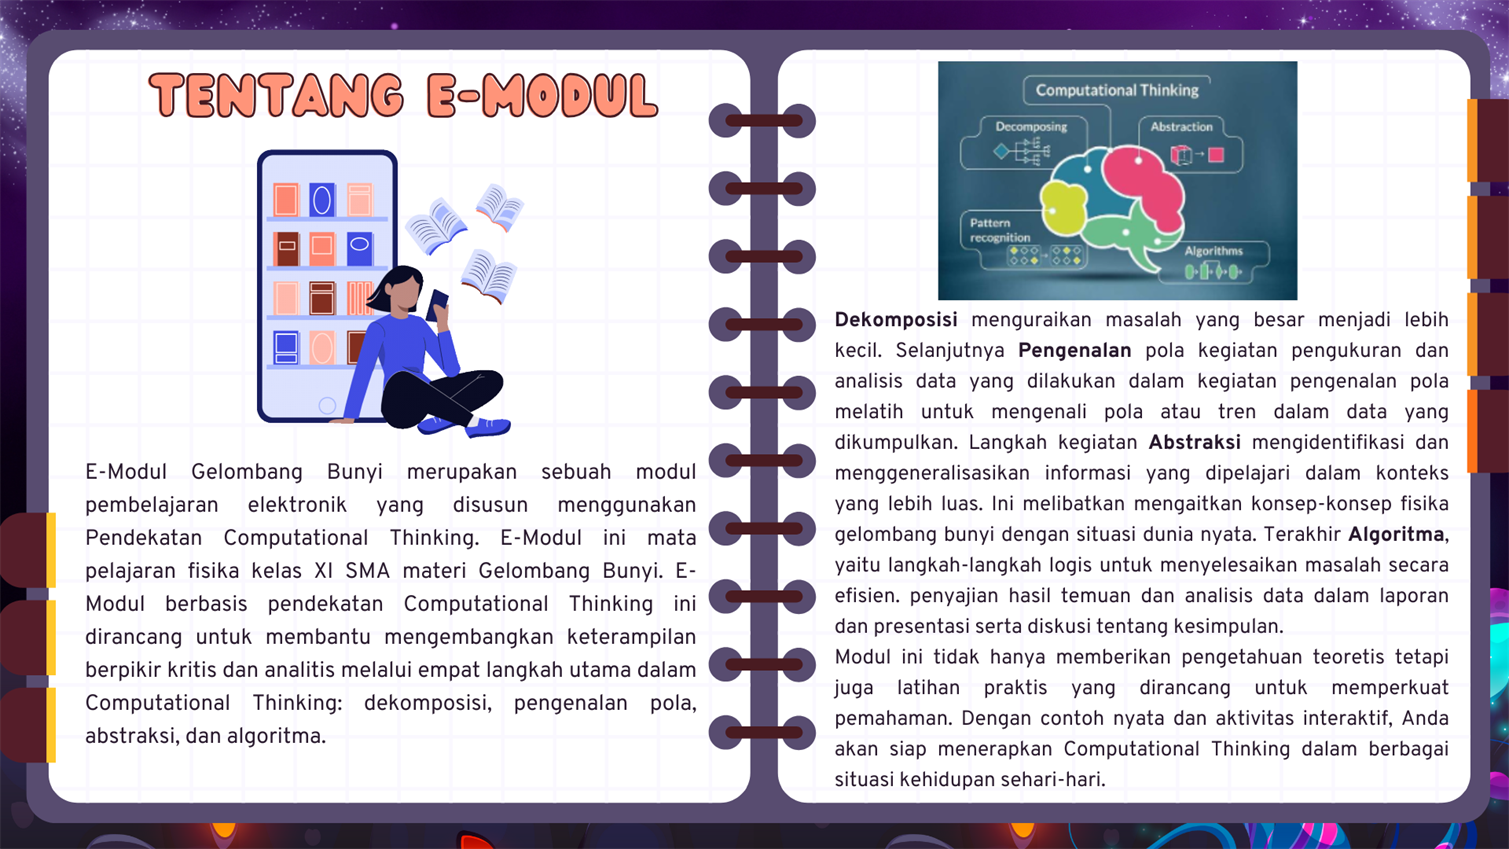 TENTANG E-MODUL
E-Modul Gelombang Bunyi merupakan sebuah modul
pembelajaran elektronik yang disusun menggunakan
Pendekatan Computational Thinking. E-Modul ini mata
pelajaran fisika kelas XI SMA materi Gelombang Bunyi. E-
Modul berbasis pendekatan Computational Thinking ini
dirancang untuk membantu mengembangkan keterampilan
berpikir kritis dan analitis melalui empat langkah utama dalam
Computational Thinking: dekomposisi, pengenalan pola,
abstraksi, dan algoritma.
Computational Thinking
Decomposing
Abstraction
Pattern
recognition
Algorithms
Dekomposisi menguraikan masalah yang besar menjadi lebih
kecil. Selanjutnya Pengenalan pola kegiatan pengukuran dan
analisis data yang dilakukan dalam kegiatan pengenalan pola
melatih untuk mengenali pola atau tren dalam data yang
dikumpulkan. Langkah kegiatan Abstraksi mengidentifikasi dan
menggeneralisasikan informasi yang dipelajari dalam konteks
yang lebih luas. Ini melibatkan mengaitkan konsep-konsep fisika
gelombang bunyi dengan situasi dunia nyata. Terakhir Algoritma,
yaitu langkah-langkah logis untuk menyelesaikan masalah secara
efisien. penyajian hasil temuan dan analisis data dalam laporan
dan presentasi serta diskusi tentang kesimpulan.
Modul ini tidak hanya memberikan pengetahuan teoretis tetapi
juga latihan praktis yang dirancang untuk memperkuat
pemahaman. Dengan contoh nyata dan aktivitas interaktif, Anda
akan siap menerapkan Computational Thinking dalam berbagai
situasi kehidupan sehari-hari.